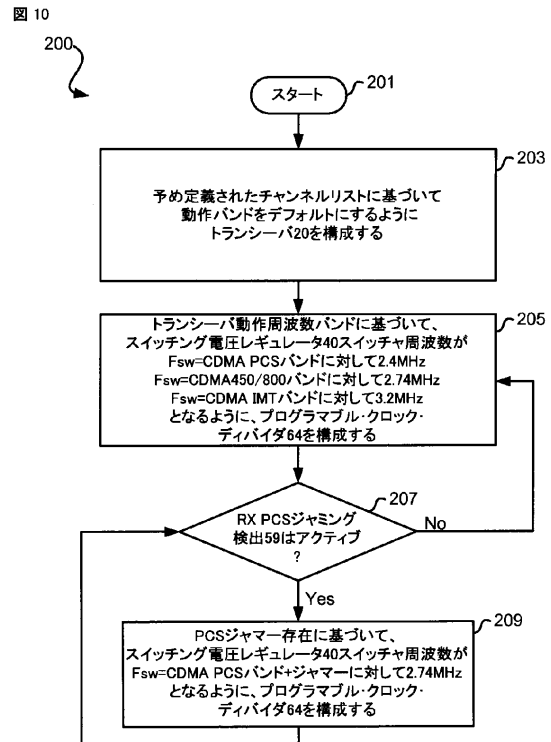 図 10
200
スタート
201
203
予め定義されたチャンネルリストに基づいて
動作バンドをデフォルトにするように
トランシーバ20を構成する
205
トランシーバ動作周波数バンドに基づいて、
スイッチング電圧レギュレータ40スイッチャ周波数が
Fsw=CDMA PCSバンドに対して2.4MHz
Fsw=CDMA450/800バンドに対して2.74MHz
Fsw=CDMA IMTバンドに対して3.2MHz
となるように、プログラマブル・クロック・
ディバイダ64を構成する
207
RX PCSジャミング
検出59はアクティブ
?
No
Yes
209
PCSジャマー存在に基づいて、
スイッチング電圧レギュレータ40スイッチャ周波数が
Fsw=CDMA PCSバンド+ジャマーに対して2.74MHz
となるように、プログラマブル・クロック・
ディバイダ64を構成する